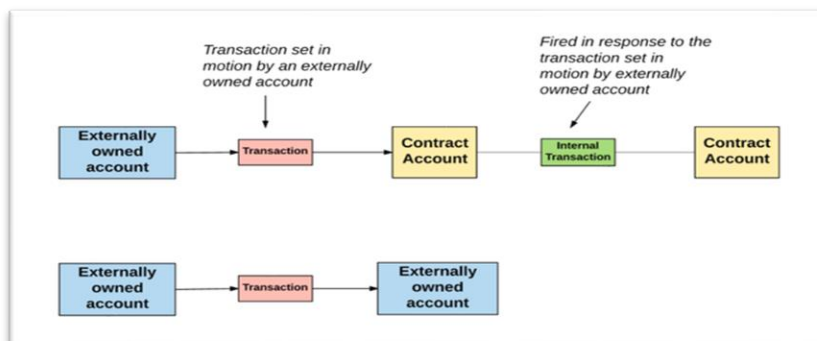 Transaction set in
motion by an externally
owned account
Fired in response to the
transaction set in
motion by externally
owned account
Externally
owned
account
Transaction
Contract
Account
Internal
Transaction
Contract
Account
Externally
owned
account
Transaction
Externally
owned
account